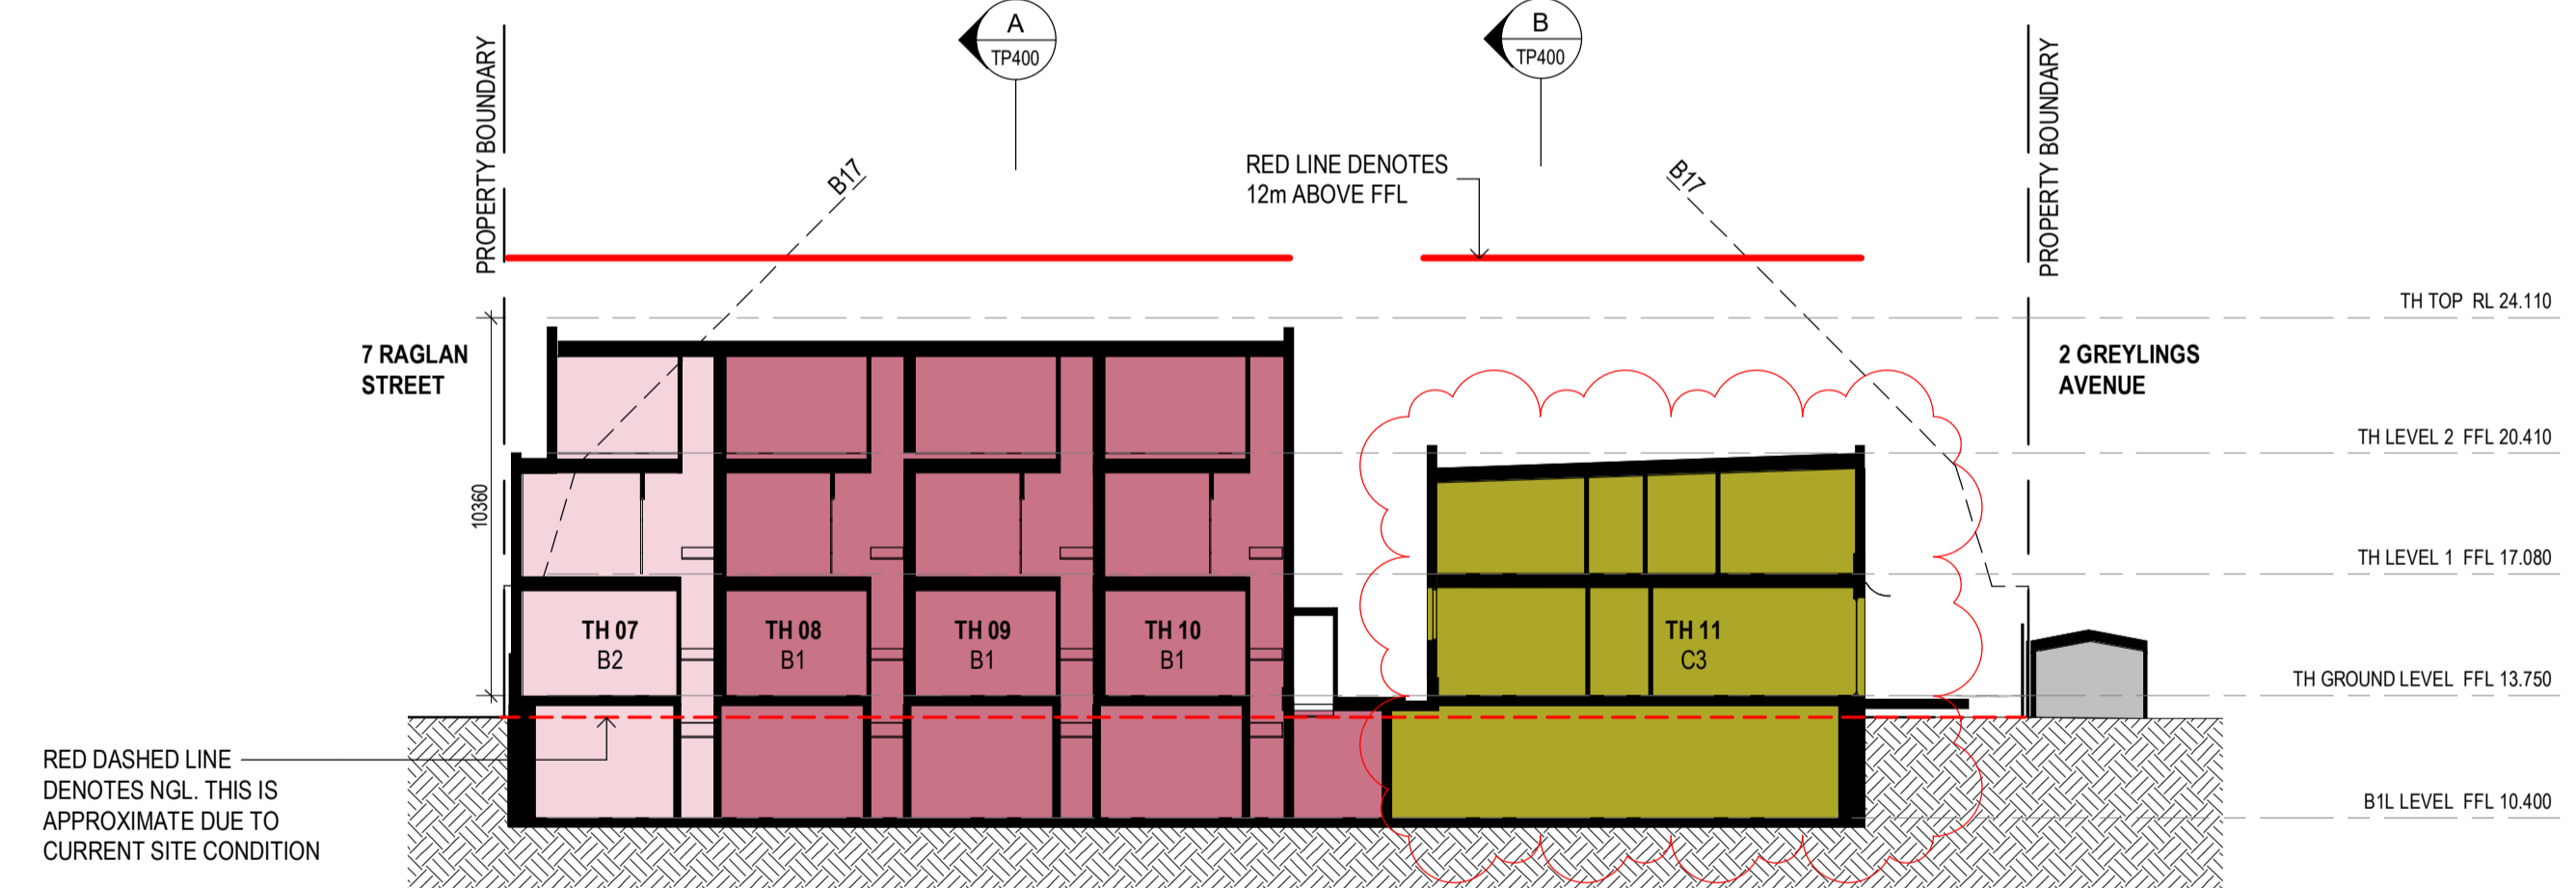 A
TP400
B
TP400
PROPERTY BOUNDARY
B17
RED LINE DENOTES
12m ABOVE FFL
B17
PROPERTY BOUNDARY
TH TOP RL 24.110
7 RAGLAN
STREET
2 GREYLINGS
AVENUE
TH LEVEL 2 FFL 20.410
10360
TH LEVEL 1 FFL 17.080
TH 07
B2
TH 08
B1
TH 09
B1
TH 10
B1
TH 11
C3
TH GROUND LEVEL FFL 13.750
RED DASHED LINE
DENOTES NGL. THIS IS
APPROXIMATE DUE TO
CURRENT SITE CONDITION
B1L LEVEL FFL 10.400